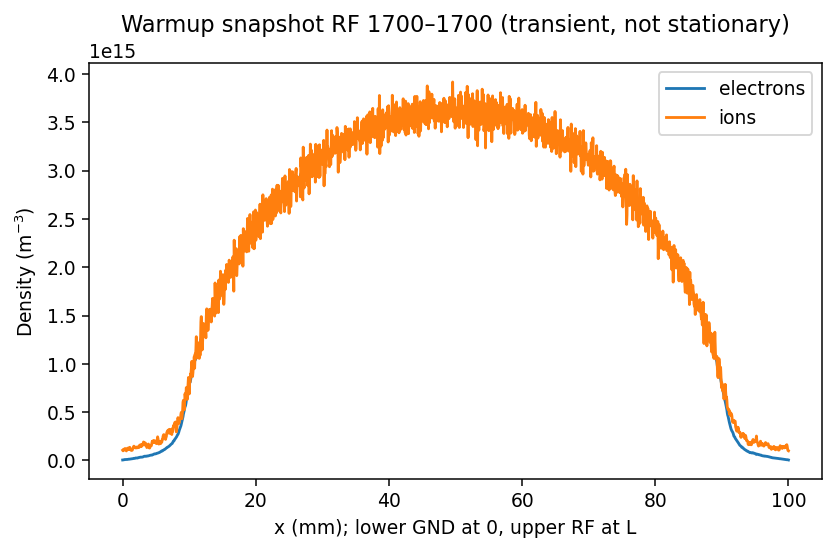 Warmup snapshot RF 1700–1700 (transient, not stationary)
1e15
4.0
3.5
3.0
2.5
2.0
1.5
1.0
0.5
0.0
Density (m⁻³)
electrons
ions
0 20 40 60 80 100
x (mm); lower GND at 0, upper RF at L